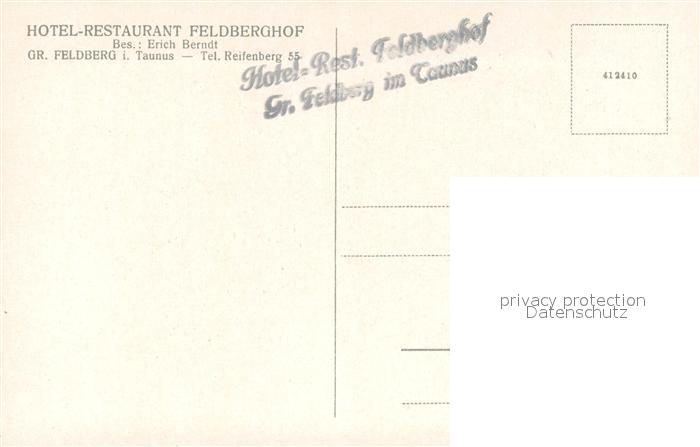 HOTEL-RESTAURANT FELDBERGHOF
Bes.: Erich Berndt
GR. FELDBERG i. Taunus — Tel. Reifenberg 55
Hotel=Rest. Feldberghof
Gr. Feldberg im Taunus
412410
privacy protection
Datenschutz